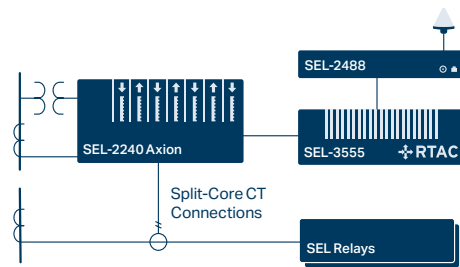 SEL-2488
SEL-2240 Axion
SEL-3555
RTAC
Split-Core CT
Connections
SEL Relays